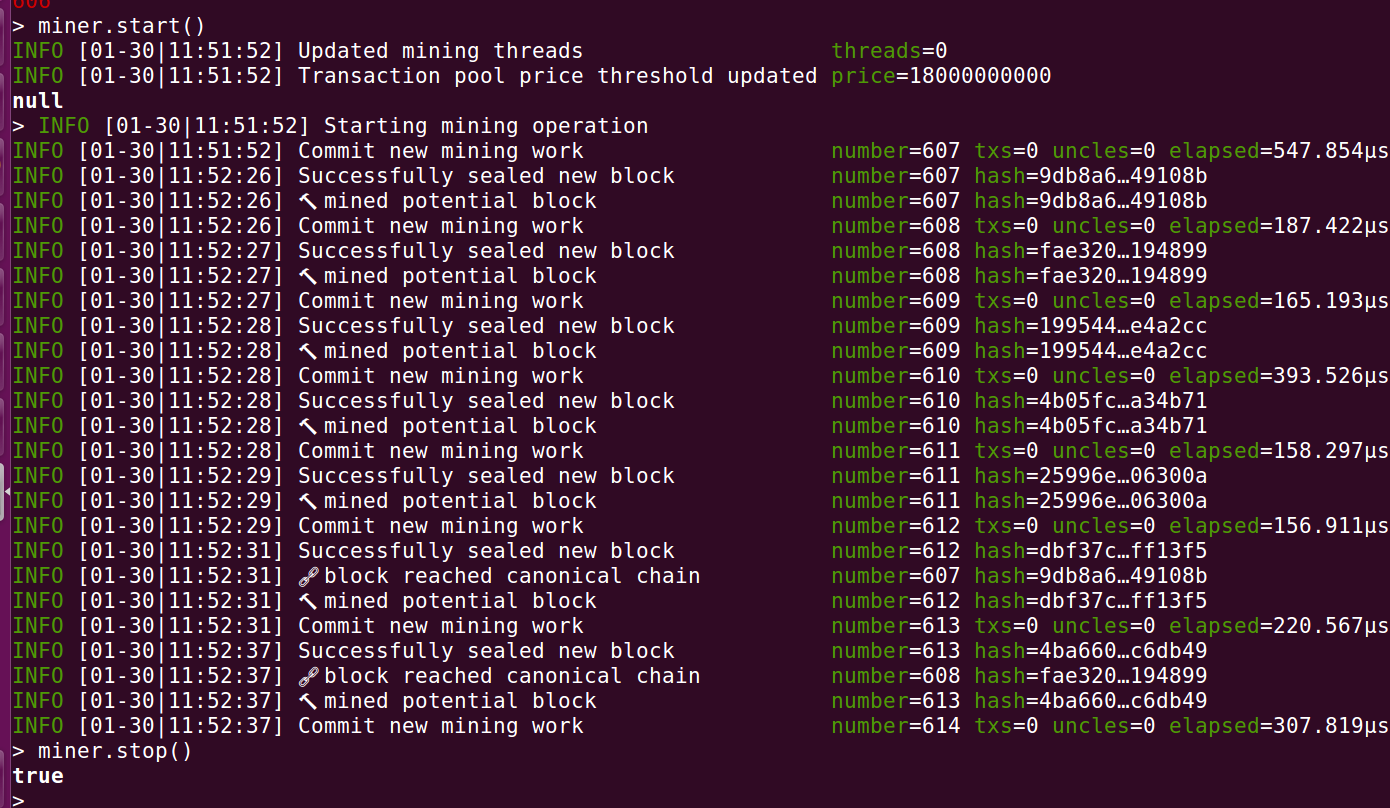 606
> miner.start()
INFO [01-30|11:51:52] Updated mining threads threads=0
INFO [01-30|11:51:52] Transaction pool price threshold updated price=18000000000
null
> INFO [01-30|11:51:52] Starting mining operation
INFO [01-30|11:51:52] Commit new mining work number=607 txs=0 uncles=0 elapsed=547.854µs
INFO [01-30|11:52:26] Successfully sealed new block number=607 hash=9db8a6…49108b
INFO [01-30|11:52:26] 🔨 mined potential block number=607 hash=9db8a6…49108b
INFO [01-30|11:52:26] Commit new mining work number=608 txs=0 uncles=0 elapsed=187.422µs
INFO [01-30|11:52:27] Successfully sealed new block number=608 hash=fae320…194899
INFO [01-30|11:52:27] 🔨 mined potential block number=608 hash=fae320…194899
INFO [01-30|11:52:27] Commit new mining work number=609 txs=0 uncles=0 elapsed=165.193µs
INFO [01-30|11:52:28] Successfully sealed new block number=609 hash=199544…e4a2cc
INFO [01-30|11:52:28] 🔨 mined potential block number=609 hash=199544…e4a2cc
INFO [01-30|11:52:28] Commit new mining work number=610 txs=0 uncles=0 elapsed=393.526µs
INFO [01-30|11:52:28] Successfully sealed new block number=610 hash=4b05fc…a34b71
INFO [01-30|11:52:28] 🔨 mined potential block number=610 hash=4b05fc…a34b71
INFO [01-30|11:52:28] Commit new mining work number=611 txs=0 uncles=0 elapsed=158.297µs
INFO [01-30|11:52:29] Successfully sealed new block number=611 hash=25996e…06300a
INFO [01-30|11:52:29] 🔨 mined potential block number=611 hash=25996e…06300a
INFO [01-30|11:52:29] Commit new mining work number=612 txs=0 uncles=0 elapsed=156.911µs
INFO [01-30|11:52:31] Successfully sealed new block number=612 hash=dbf37c…ff13f5
INFO [01-30|11:52:31] 🔗 block reached canonical chain number=607 hash=9db8a6…49108b
INFO [01-30|11:52:31] 🔨 mined potential block number=612 hash=dbf37c…ff13f5
INFO [01-30|11:52:31] Commit new mining work number=613 txs=0 uncles=0 elapsed=220.567µs
INFO [01-30|11:52:37] Successfully sealed new block number=613 hash=4ba660…c6db49
INFO [01-30|11:52:37] 🔗 block reached canonical chain number=608 hash=fae320…194899
INFO [01-30|11:52:37] 🔨 mined potential block number=613 hash=4ba660…c6db49
INFO [01-30|11:52:37] Commit new mining work number=614 txs=0 uncles=0 elapsed=307.819µs
> miner.stop()
true
>